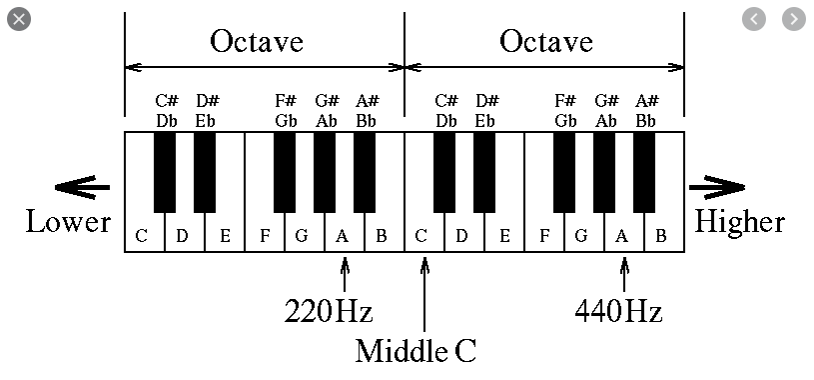 Octave Octave
C# D# F# G# A# C# D# F# G# A#
Db Eb Gb Ab Bb Db Eb Gb Ab Bb
Lower Higher
C D E F G A B C D E F G A B
220Hz 440Hz
Middle C